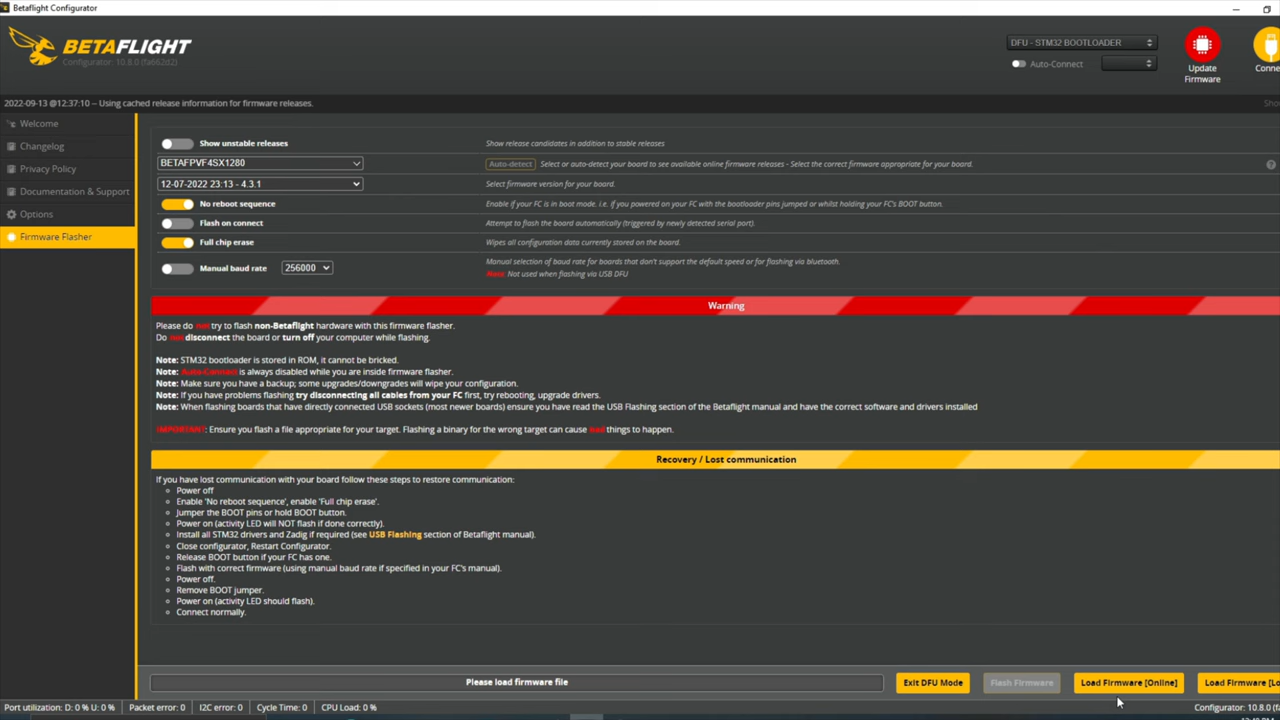 Betaflight Configurator
BETAFLIGHT
Configurator: 10.8.0 (fa662d2)
DFU - STM32 BOOTLOADER
Auto-Connect
Update
Firmware
Conne
2022-09-13 @12:37:10 -- Using cached release information for firmware releases.
Sho
Welcome
Changelog
Privacy Policy
Documentation & Support
Options
Firmware Flasher
Show unstable releases
Show release candidates in addition to stable releases
BETAFPVF4SX1280
Auto-detect
Select or auto-detect your board to see available online firmware releases - Select the correct firmware appropriate for your board.
12-07-2022 23:13 - 4.3.1
Select firmware version for your board.
No reboot sequence
Enable if your FC is in boot mode. i.e. if you powered on your FC with the bootloader pins jumped or whilst holding your FC's BOOT button.
Flash on connect
Attempt to flash the board automatically (triggered by newly detected serial port).
Full chip erase
Wipes all configuration data currently stored on the board.
Manual baud rate
256000
Manual selection of baud rate for boards that don't support the default speed or for flashing via bluetooth.
Note: Not used when flashing via USB DFU
Warning
Please do not try to flash non-Betaflight hardware with this firmware flasher.
Do not disconnect the board or turn off your computer while flashing.
Note: STM32 bootloader is stored in ROM, it cannot be bricked.
Note: Auto-Connect is always disabled while you are inside firmware flasher.
Note: Make sure you have a backup; some upgrades/downgrades will wipe your configuration.
Note: If you have problems flashing try disconnecting all cables from your FC first, try rebooting, upgrade drivers.
Note: When flashing boards that have directly connected USB sockets (most newer boards) ensure you have read the USB Flashing section of the Betaflight manual and have the correct software and drivers installed
IMPORTANT: Ensure you flash a file appropriate for your target. Flashing a binary for the wrong target can cause bad things to happen.
Recovery / Lost communication
If you have lost communication with your board follow these steps to restore communication:
Power off
Enable 'No reboot sequence', enable 'Full chip erase'.
Jumper the BOOT pins or hold BOOT button.
Power on (activity LED will NOT flash if done correctly).
Install all STM32 drivers and Zadig if required (see USB Flashing section of Betaflight manual).
Close configurator, Restart Configurator.
Release BOOT button if your FC has one.
Flash with correct firmware (using manual baud rate if specified in your FC's manual).
Power off.
Remove BOOT jumper.
Power on (activity LED should flash).
Connect normally.
Please load firmware file
Exit DFU Mode
Flash Firmware
Load Firmware [Online]
Load Firmware [Lo
Port utilization: D: 0 % U: 0 %
Packet error: 0
I2C error: 0
Cycle Time: 0
CPU Load: 0 %
Configurator: 10.8.0 (fa